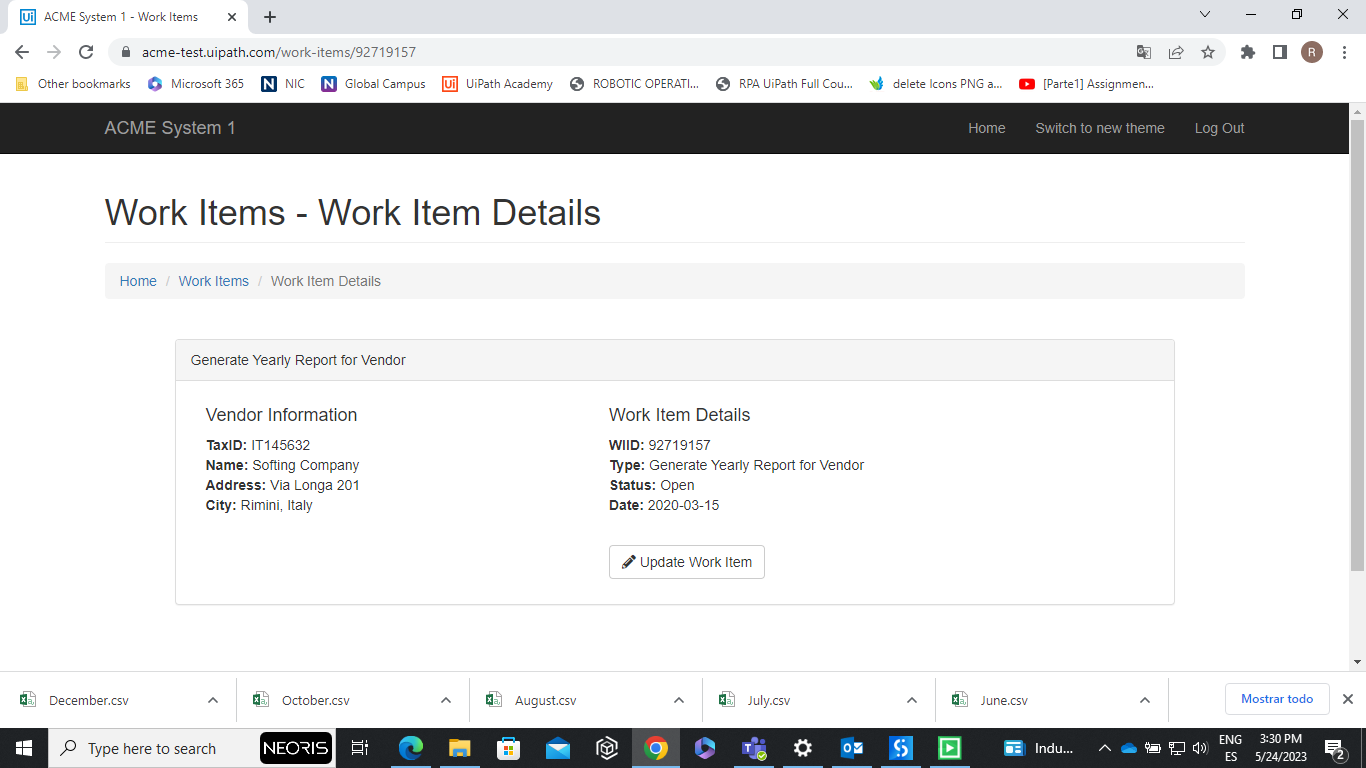 Ui ACME System 1 - Work Items
acme-test.uipath.com/work-items/92719157
R
Other bookmarks
Microsoft 365
N NIC
N Global Campus
Ui UiPath Academy
ROBOTIC OPERATI...
RPA UiPath Full Cou...
delete Icons PNG a...
[Parte1] Assignmen...
ACME System 1
Home
Switch to new theme
Log Out
Work Items - Work Item Details
Home / Work Items / Work Item Details
Generate Yearly Report for Vendor
Vendor Information
TaxID: IT145632
Name: Softing Company
Address: Via Longa 201
City: Rimini, Italy
Work Item Details
WIID: 92719157
Type: Generate Yearly Report for Vendor
Status: Open
Date: 2020-03-15
Update Work Item
December.csv
October.csv
August.csv
July.csv
June.csv
Mostrar todo
Type here to search
NEORIS
Indu...
ENG
ES
3:30 PM
5/24/2023
2